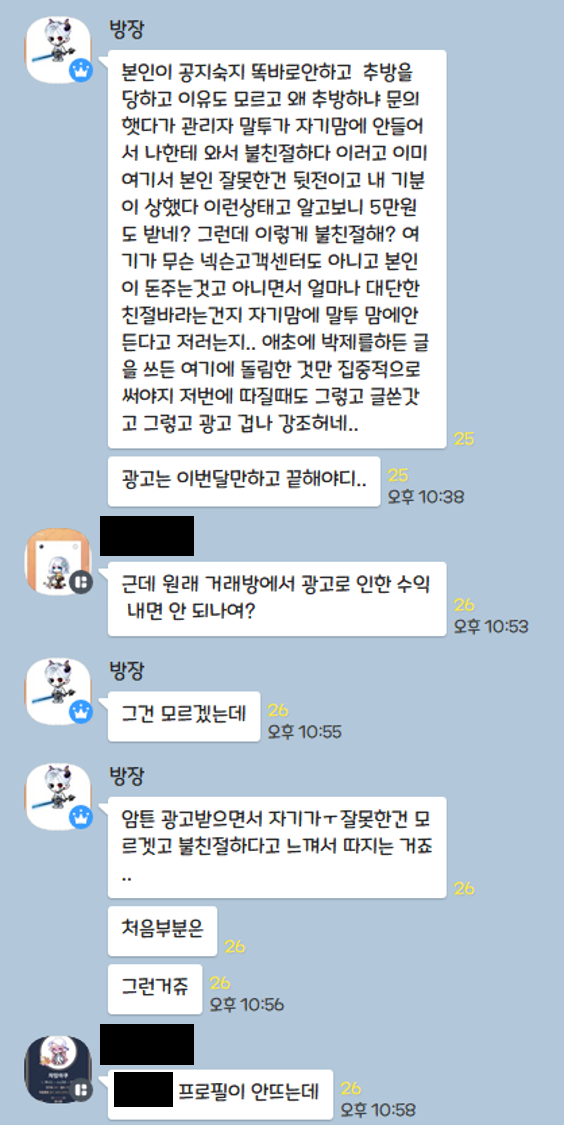 방장
본인이 공지숙지 똑바로안하고  추방을
당하고 이유도 모르고 왜 추방하냐 문의
햇다가 관리자 말투가 자기맘에 안들어
서 나한테 와서 불친절하다 이러고 이미
여기서 본인 잘못한건 뒷전이고 내 기분
이 상했다 이런상태고 알고보니 5만원
도 받네? 그런데 이렇게 불친절해? 여
기가 무슨 넥슨고객센터도 아니고 본인
이 돈주는것고 아니면서 얼마나 대단한
친절바라는건지 자기맘에 말투 맘에안
든다고 저러는지.. 애초에 박제를하든 글
을 쓰든 여기에 돌림한 것만 집중적으로
써야지 저번에 따질때도 그렇고 글쓴갓
고 그렇고 광고 겁나 강조허네..
25
광고는 이번달만하고 끝해야디..
25
오후 10:38
근데 원래 거래방에서 광고로 인한 수익
내면 안 되나여?
26
오후 10:53
방장
그건 모르겠는데
26
오후 10:55
방장
암튼 광고받으면서 자기가ㅜ잘못한건 모
르겟고 불친절하다고 느껴서 따지는 거죠
..
26
처음부분은
26
그런거쥬
26
오후 10:56
프로필이 안뜨는데
26
오후 10:58